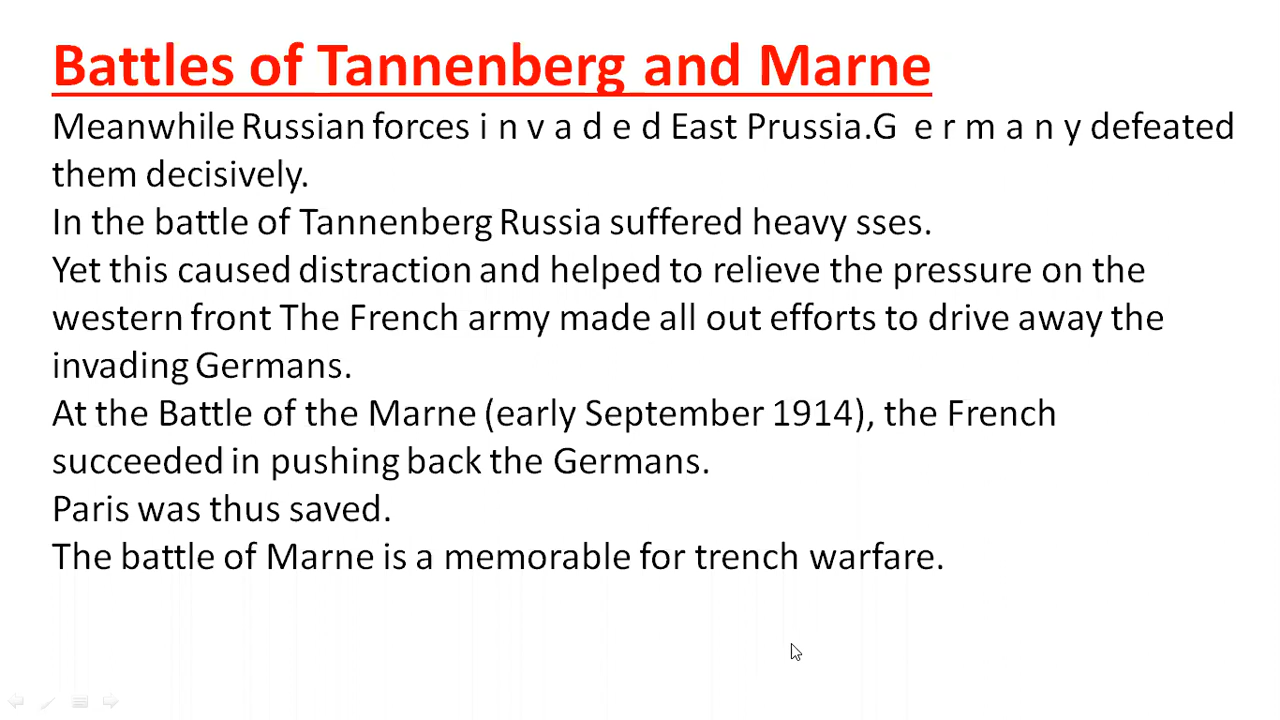 Battles of Tannenberg and Marne
Meanwhile Russian forces i n v a d e d East Prussia.G e r m a n y defeated
them decisively.
In the battle of Tannenberg Russia suffered heavy sses.
Yet this caused distraction and helped to relieve the pressure on the
western front The French army made all out efforts to drive away the
invading Germans.
At the Battle of the Marne (early September 1914), the French
succeeded in pushing back the Germans.
Paris was thus saved.
The battle of Marne is a memorable for trench warfare.